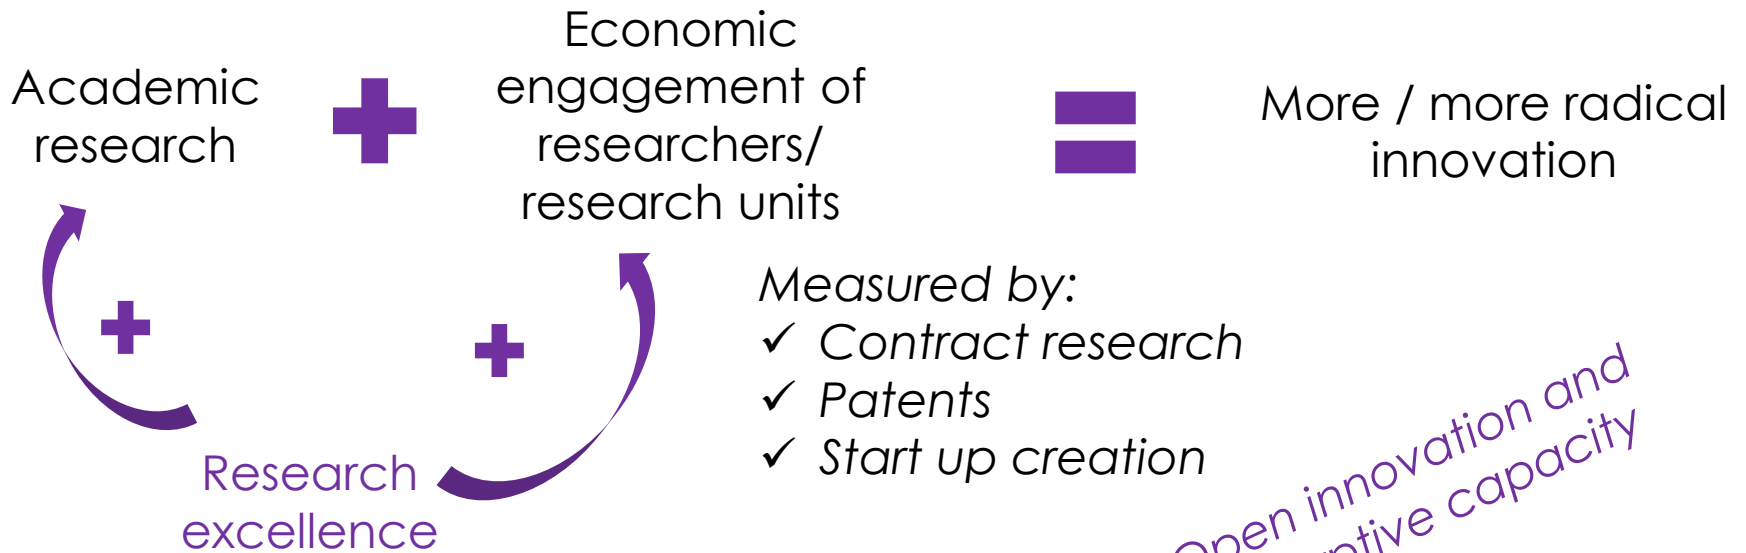 Academic
research
Economic
engagement of
researchers/
research units
More / more radical
innovation
Measured by:
✓ Contract research
✓ Patents
✓ Start up creation
Research
excellence
Open innovation and
capacity